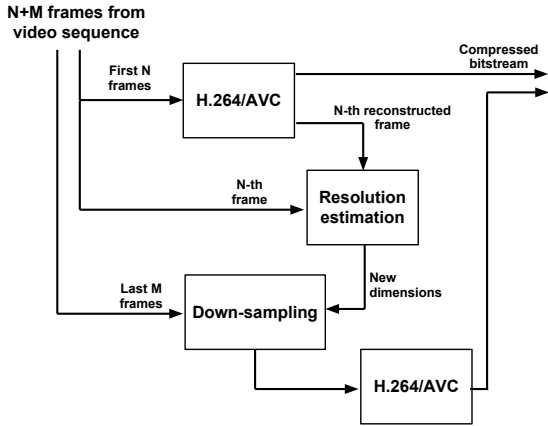 N+M frames from
video sequence
Compressed
bitstream
First N
frames
H.264/AVC
N-th reconstructed
frame
N-th
frame
Resolution
estimation
New
dimensions
Last M
frames
Down-sampling
H.264/AVC